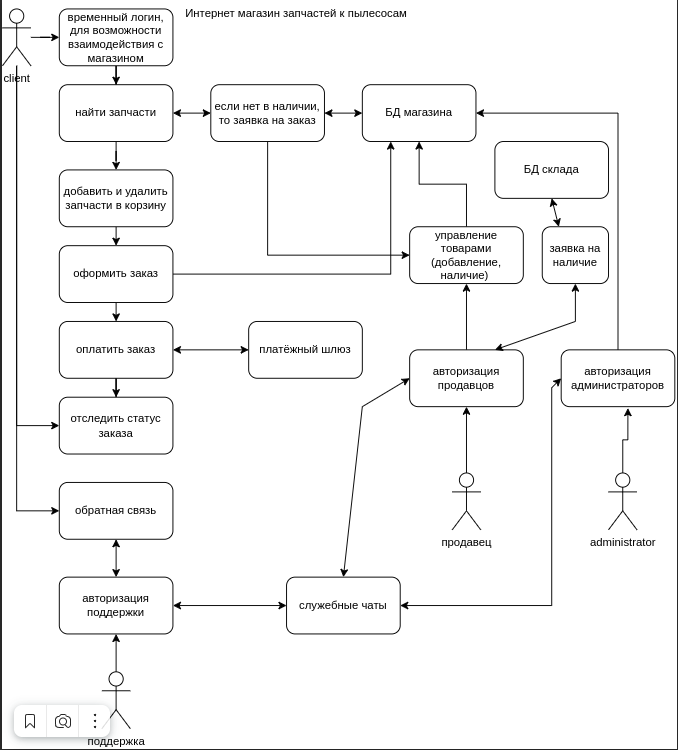 Интернет магазин запчастей к пылесосам
временный логин,
для возможности
взаимодействия с
магазином
client
найти запчасти
если нет в наличии,
то заявка на заказ
БД магазина
БД склада
добавить и удалить
запчасти в корзину
управление
товарами
(добавление,
наличие)
заявка на
наличие
оформить заказ
оплатить заказ
платёжный шлюз
авторизация
продавцов
авторизация
администраторов
отследить статус
заказа
обратная связь
продавец
administrator
авторизация
поддержки
служебные чаты
поддержка